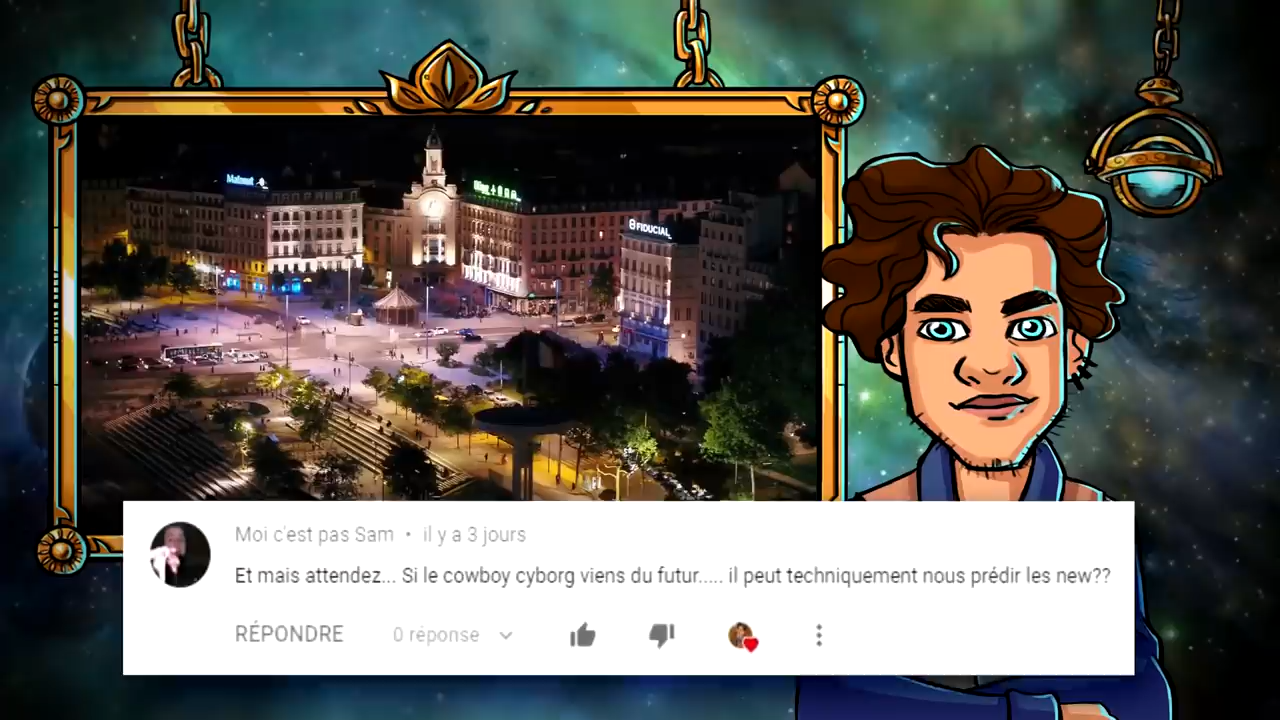 FIDUCIAL
Moi c'est pas Sam • il y a 3 jours
Et mais attendez... Si le cowboy cyborg viens du futur..... il peut techniquement nous prédir les new??
RÉPONDRE 0 réponse